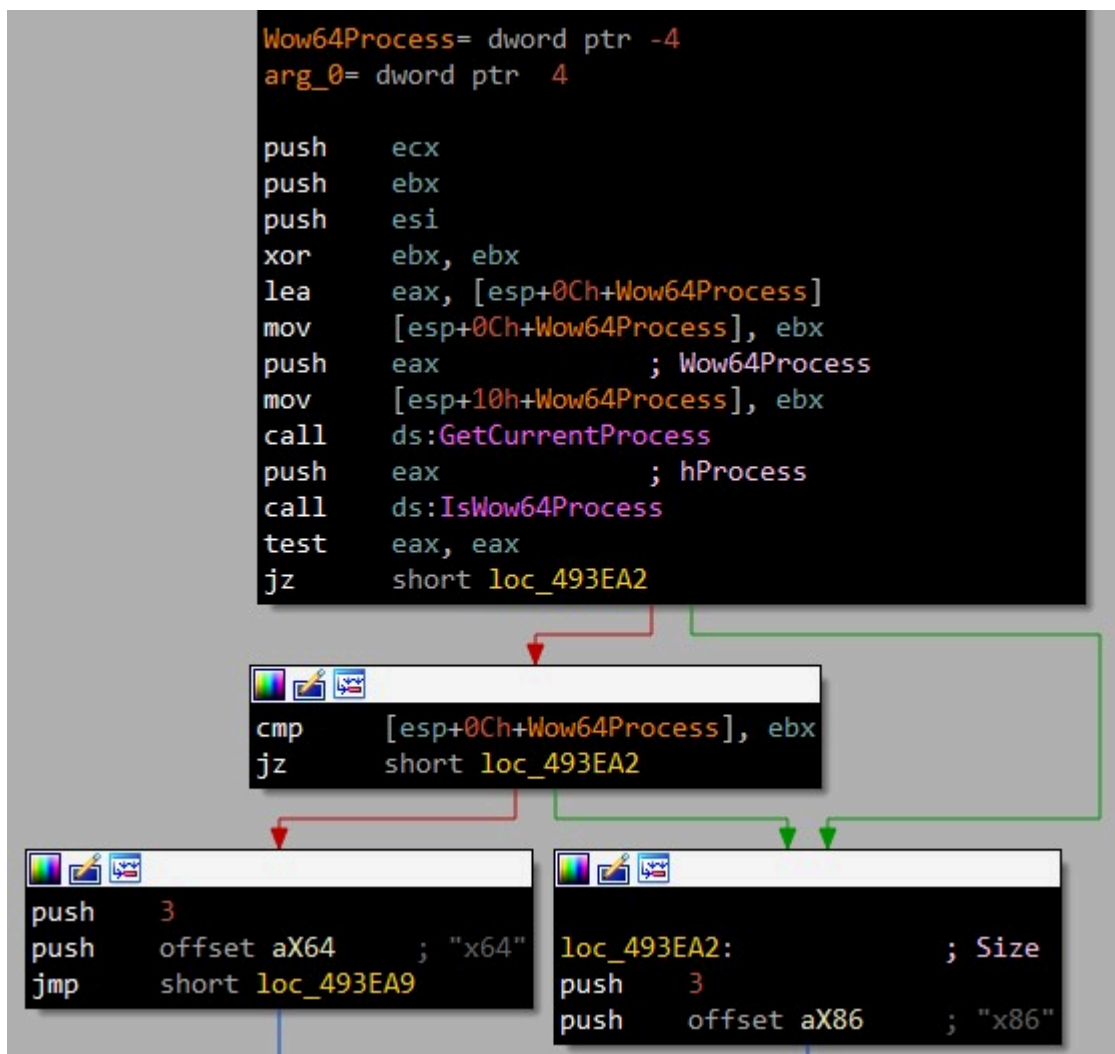 Wow64Process= dword ptr -4
arg_0= dword ptr  4
push    ecx
push    ebx
push    esi
xor     ebx, ebx
lea     eax, [esp+0Ch+Wow64Process]
mov     [esp+0Ch+Wow64Process], ebx
push    eax             ; Wow64Process
mov     [esp+10h+Wow64Process], ebx
call    ds:GetCurrentProcess
push    eax             ; hProcess
call    ds:IsWow64Process
test    eax, eax
jz      short loc_493EA2
cmp     [esp+0Ch+Wow64Process], ebx
jz      short loc_493EA2
push    3
push    offset aX64     ; "x64"
jmp     short loc_493EA9
loc_493EA2:             ; Size
push    3
push    offset aX86     ; "x86"